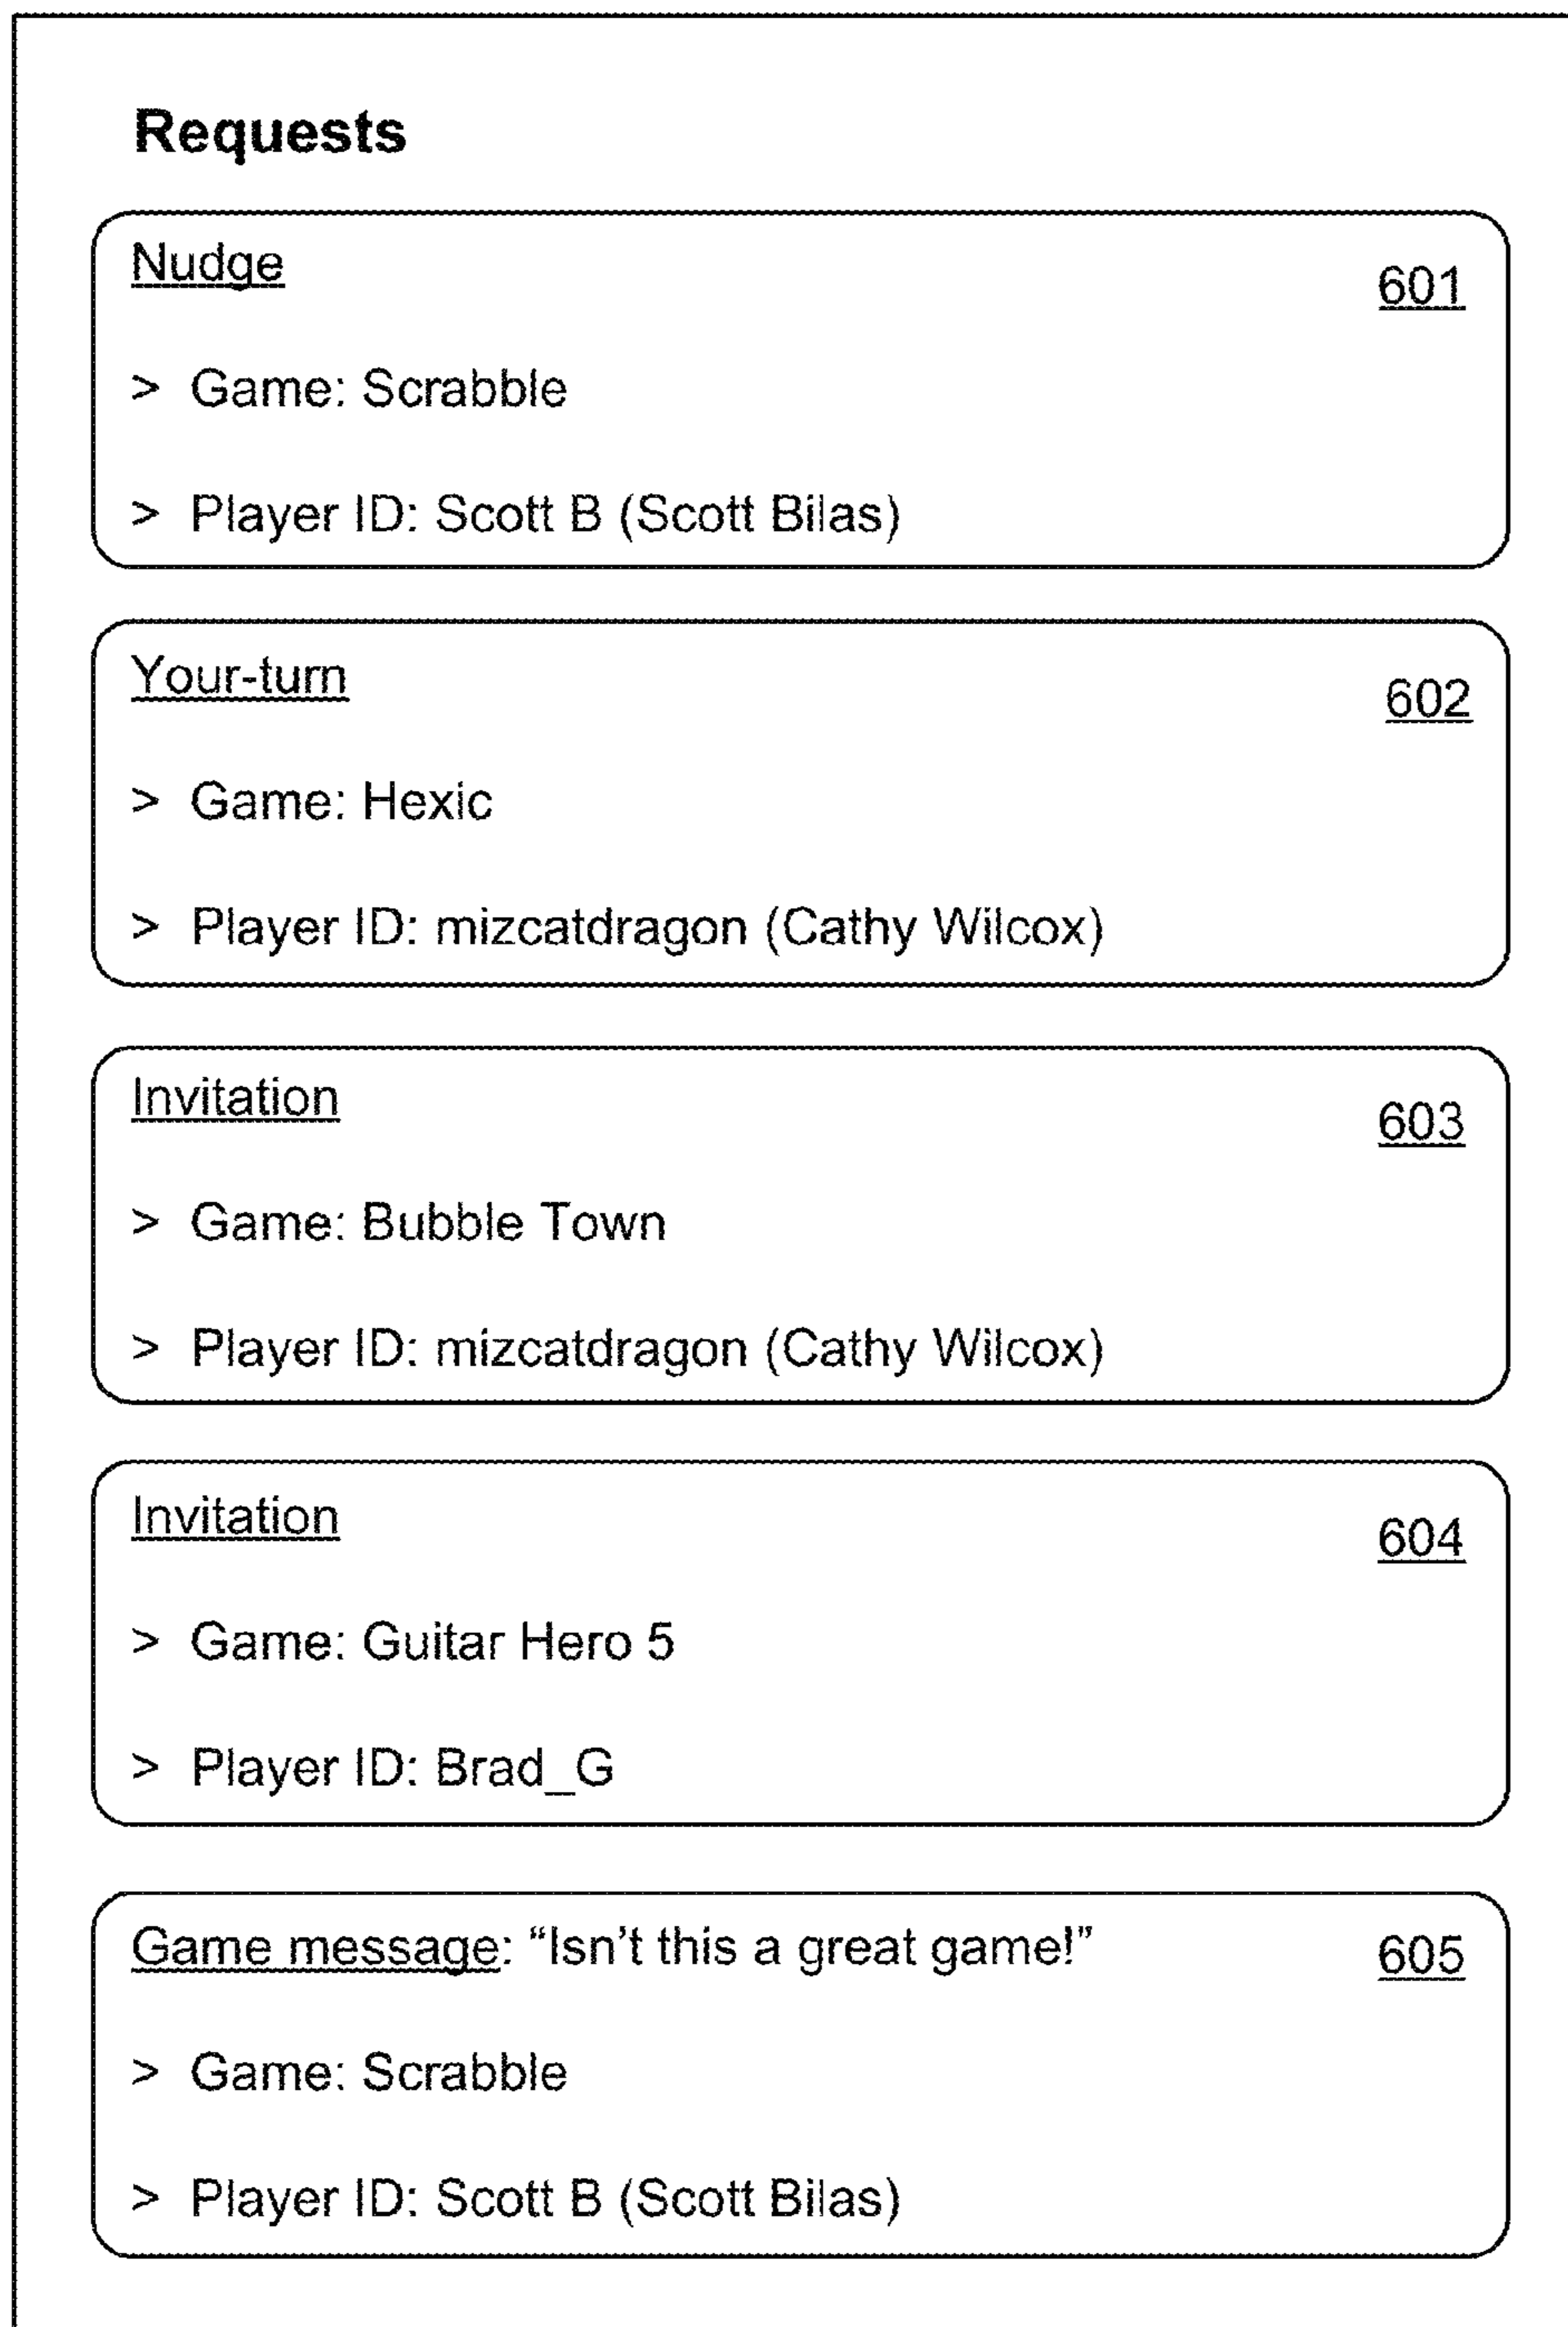 Requests
Nudge
601
> Game: Scrabble
> Player ID: Scott B (Scott Bilas)
Your-turn
602
> Game: Hexic
> Player ID: mizcatdragon (Cathy Wilcox)
Invitation
603
> Game: Bubble Town
> Player ID: mizcatdragon (Cathy Wilcox)
Invitation
604
> Game: Guitar Hero 5
> Player ID: Brad_G
Game message: “Isn’t this a great game!”
605
> Game: Scrabble
> Player ID: Scott B (Scott Bilas)